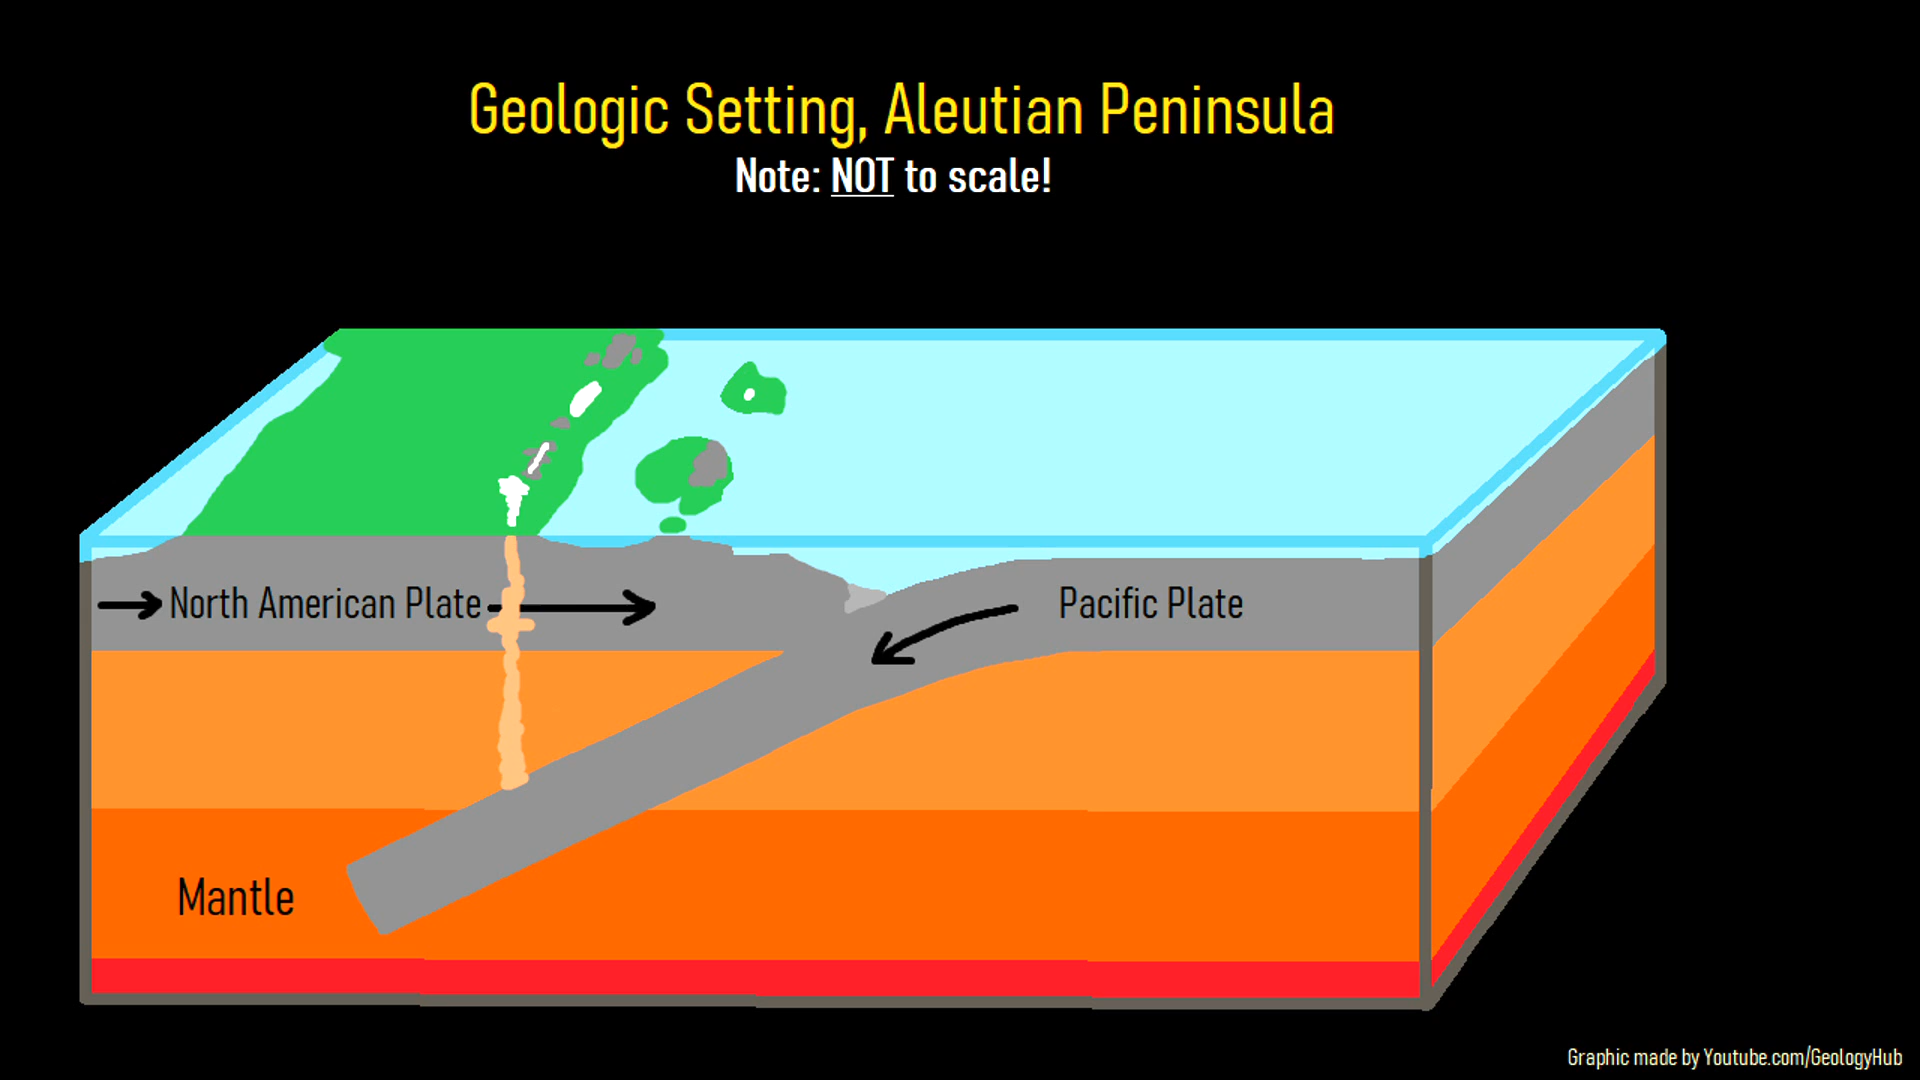 Geologic Setting, Aleutian Peninsula
Note: NOT to scale!
North American Plate
Pacific Plate
Mantle
Graphic made by Youtube.com/GeologyHub